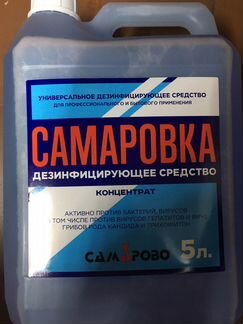 УНИВЕРСАЛЬНОЕ ДЕЗИНФИЦИРУЮЩЕЕ СРЕДСТВО
ДЛЯ ПРОФЕССИОНАЛЬНОГО И БЫТОВОГО ПРИМЕНЕНИЯ
САМАРОВКА
ДЕЗИНФИЦИРУЮЩЕЕ СРЕДСТВО
КОНЦЕНТРАТ
АКТИВНО ПРОТИВ БАКТЕРИЙ, ВИРУСОВ
В ТОМ ЧИСЛЕ ПРОТИВ ВИРУСОВ ГЕПАТИТОВ И ВИЧ,
ГРИБОВ РОДА КАНДИДА И ТРИХОФИТОН
САМ1РОВО
5л.